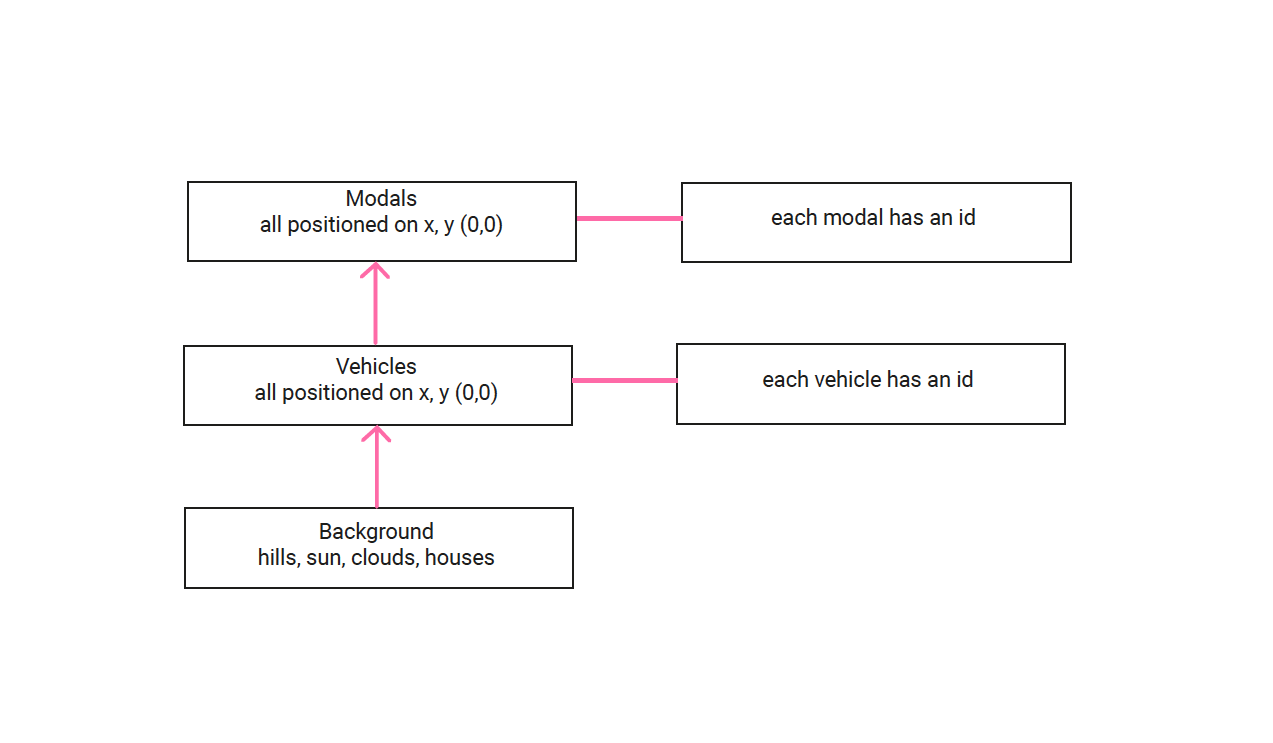 Modals
all positioned on x, y (0,0)
each modal has an id
Vehicles
all positioned on x, y (0,0)
each vehicle has an id
Background
hills, sun, clouds, houses